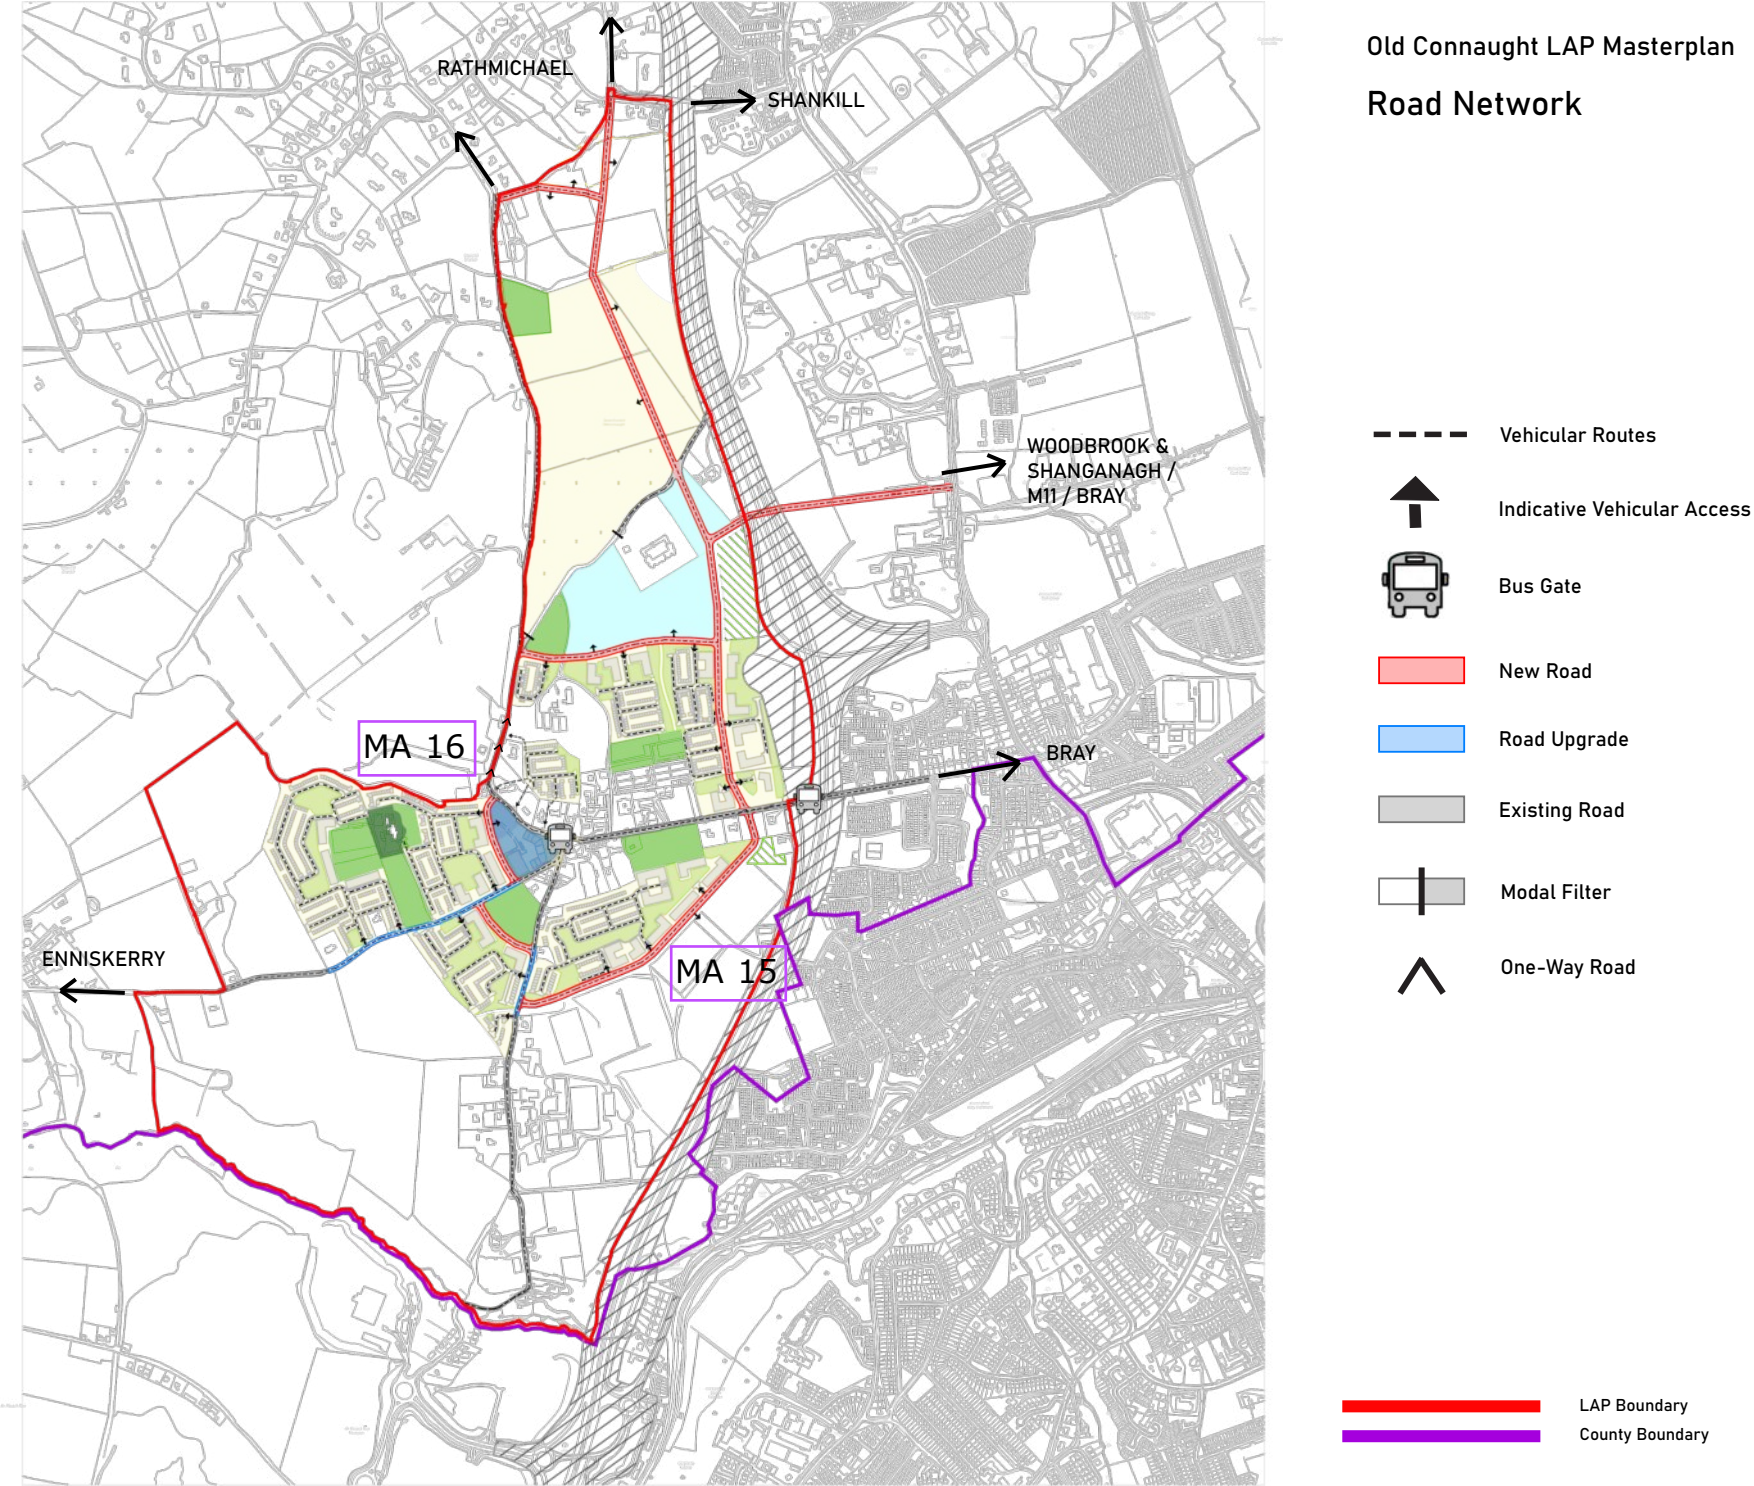 Old Connaught LAP Masterplan
Road Network
RATHMICHAEL
SHANKILL
WOODBROOK &
SHANGANAGH /
M11 / BRAY
BRAY
MA 16
ENNISKERRY
MA 15
Vehicular Routes
Indicative Vehicular Access
Bus Gate
New Road
Road Upgrade
Existing Road
Modal Filter
One-Way Road
LAP Boundary
County Boundary